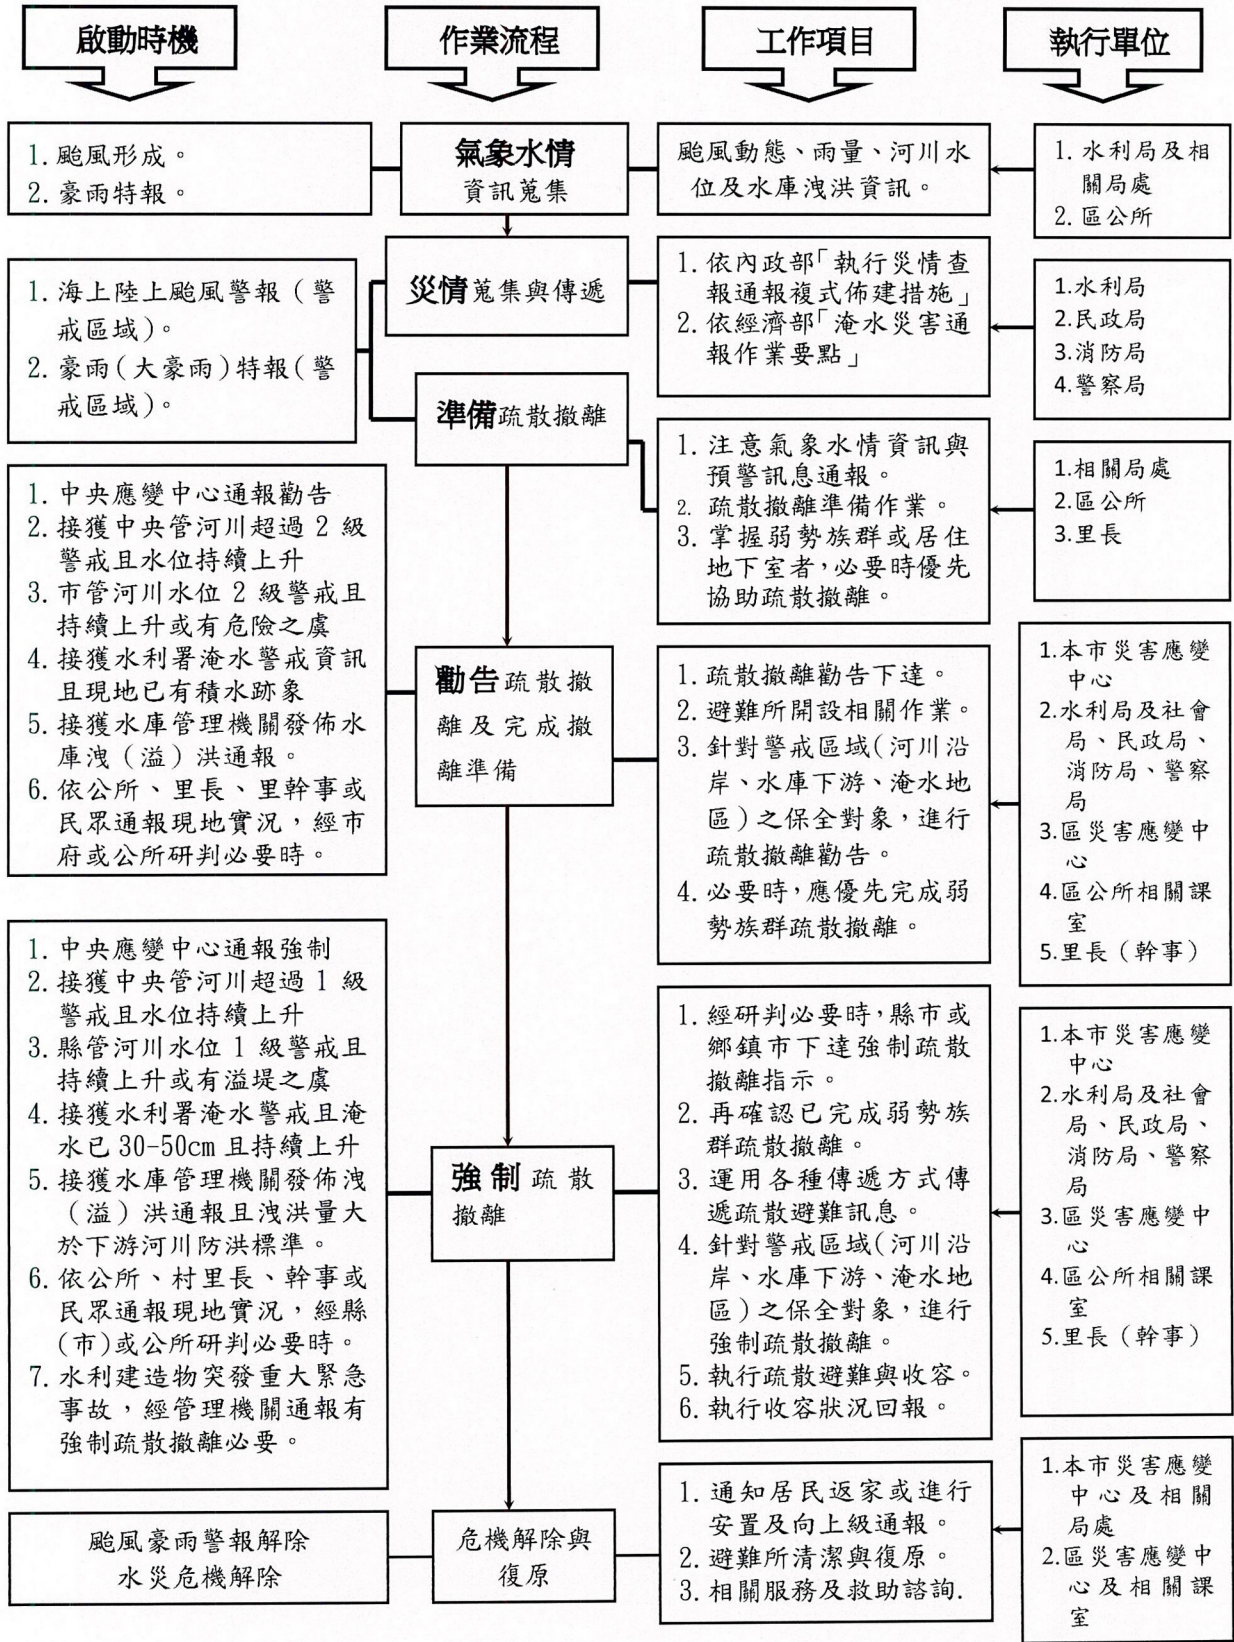 啟動時機
作業流程
工作項目
執行單位
1. 颱風形成。
2. 豪雨特報。
氣象水情
資訊蒐集
颱風動態、雨量、河川水
位及水庫洩洪資訊。
1. 水利局及相
關局處
2. 區公所
1. 海上陸上颱風警報（警
戒區域）。
2. 豪雨(大豪雨)特報(警
戒區域)。
災情蒐集與傳遞
1. 依內政部「執行災情查
報通報複式佈建措施」
2. 依經濟部「淹水災害通
報作業要點」
1.水利局
2.民政局
3.消防局
4.警察局
準備疏散撤離
1. 注意氣象水情資訊與
預警訊息通報。
2. 疏散撤離準備作業。
3. 掌握弱勢族群或居住
地下室者,必要時優先
協助疏散撤離。
1.相關局處
2.區公所
3.里長
1. 中央應變中心通報勸告
2. 接獲中央管河川超過 2 級
警戒且水位持續上升
3. 市管河川水位 2 級警戒且
持續上升或有危險之虞
4. 接獲水利署淹水警戒資訊
且現地已有積水跡象
5. 接獲水庫管理機關發佈水
庫洩（溢）洪通報。
6. 依公所、里長、里幹事或
民眾通報現地實況，經市
府或公所研判必要時。
勸告疏散撤
離及完成撤
離準備
1. 疏散撤離勸告下達。
2. 避難所開設相關作業。
3. 針對警戒區域(河川沿
岸、水庫下游、淹水地
區)之保全對象，進行
疏散撤離勸告。
4. 必要時,應優先完成弱
勢族群疏散撤離。
1.本市災害應變
中心
2.水利局及社會
局、民政局、
消防局、警察
局
3.區災害應變中
心
4.區公所相關課
室
5.里長（幹事）
1. 中央應變中心通報強制
2. 接獲中央管河川超過 1 級
警戒且水位持續上升
3. 縣管河川水位 1 級警戒且
持續上升或有溢堤之虞
4. 接獲水利署淹水警戒且淹
水已 30-50cm 且持續上升
5. 接獲水庫管理機關發佈洩
（溢）洪通報且洩洪量大
於下游河川防洪標準。
6. 依公所、村里長、幹事或
民眾通報現地實況，經縣
(市)或公所研判必要時。
7. 水利建造物突發重大緊急
事故，經管理機關通報有
強制疏散撤離必要。
強制疏散
撤離
1. 經研判必要時,縣市或
鄉鎮市下達強制疏散
撤離指示。
2. 再確認已完成弱勢族
群疏散撤離。
3. 運用各種傳遞方式傳
遞疏散避難訊息。
4. 針對警戒區域(河川沿
岸、水庫下游、淹水地
區)之保全對象，進行
強制疏散撤離。
5. 執行疏散避難與收容。
6. 執行收容狀況回報。
1.本市災害應變
中心
2.水利局及社會
局、民政局、
消防局、警察
局
3.區災害應變中
心
4.區公所相關課
室
5.里長（幹事）
颱風豪雨警報解除
水災危機解除
危機解除與
復原
1. 通知居民返家或進行
安置及向上級通報。
2. 避難所清潔與復原。
3. 相關服務及救助諮詢.
1.本市災害應變
中心及相關
局處
2.區災害應變中
心及相關課
室